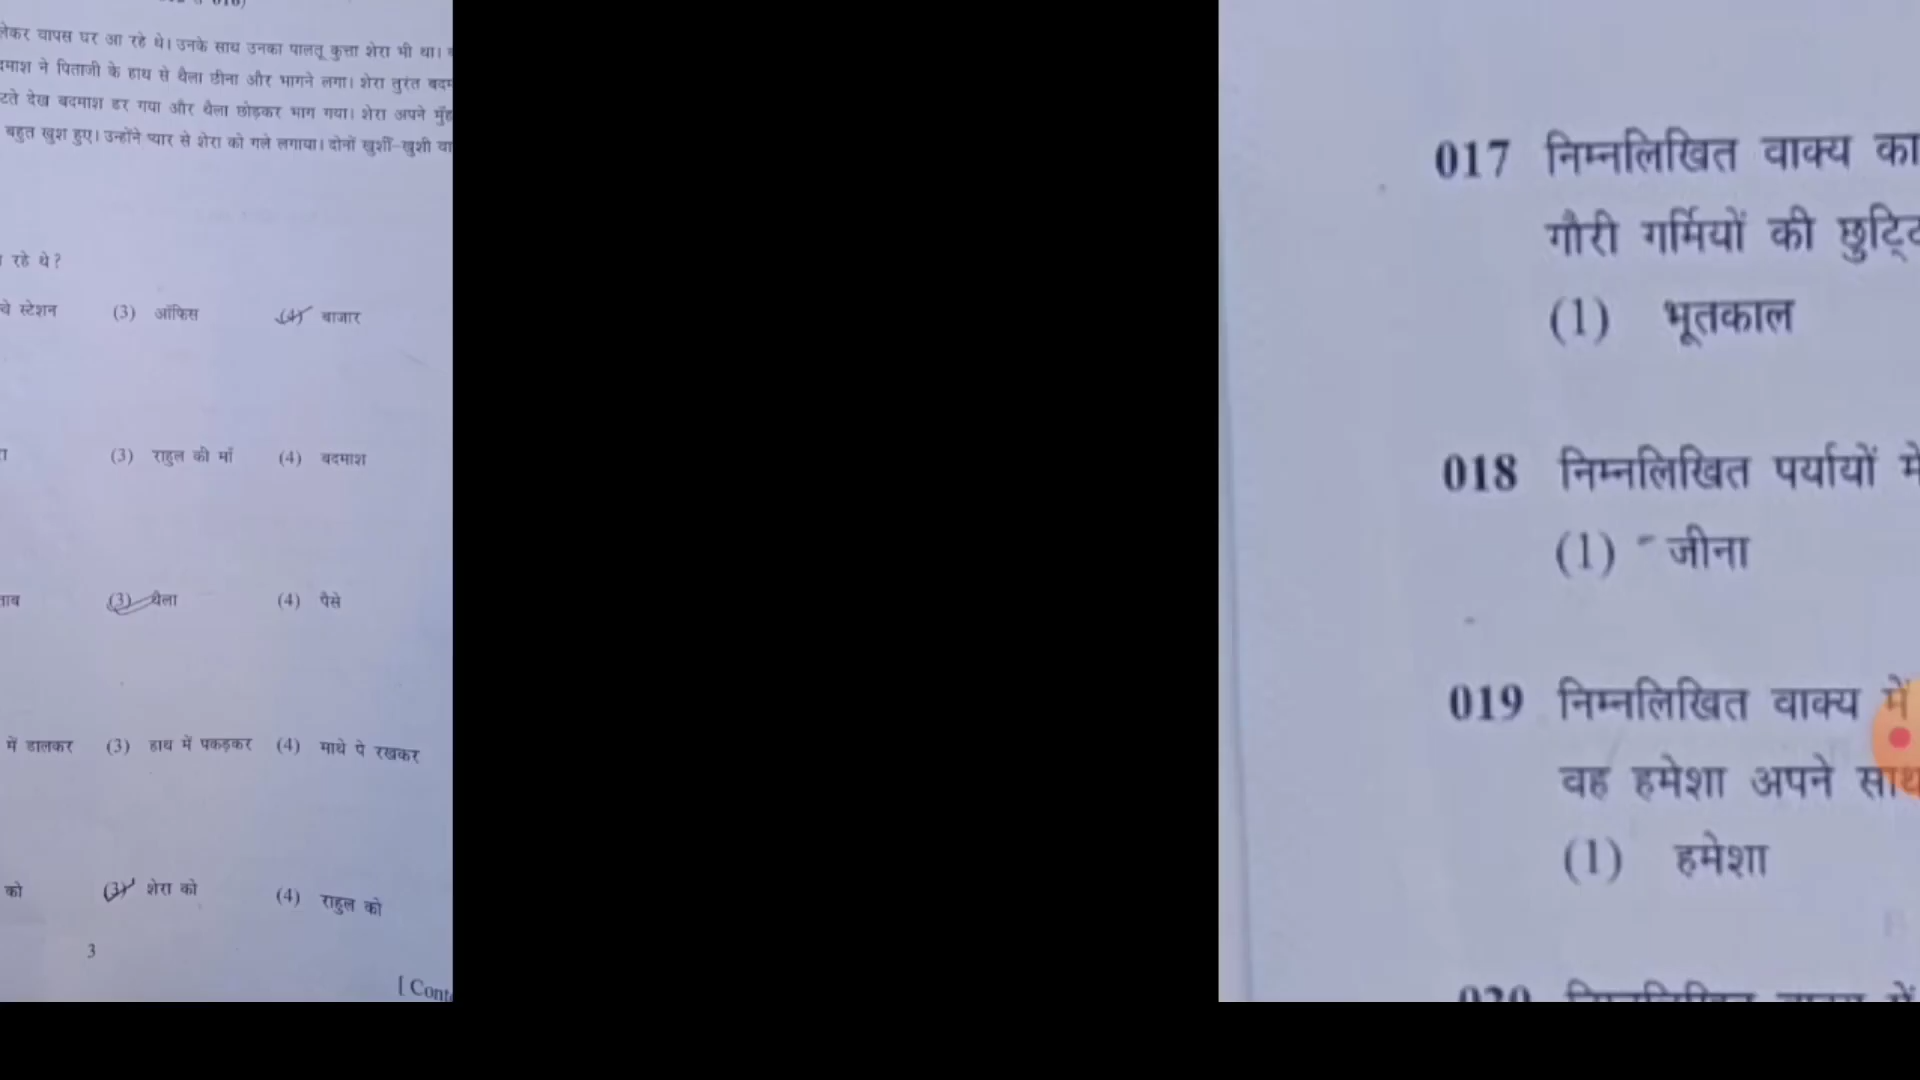 लेकर वापस घर आ रहे थे। उनके साथ उनका पालतू कुत्ता शेरा भी था।
ने पिताजी के हाथ से थैला छीना और भागने लगा। शेरा तुरंत
देख बदमाश डर गया और थैला छोड़कर भाग गया। शेरा अपने
बहुत खुश हुए। उन्होंने प्यार से शेरा को गले लगाया। दोनों खुशीं-खुशी
रहे थे?
स्टेशन (3) ऑफिस (4) बाजार
(3) राहुल की माँ (4) बदमाश
(3) थैला (4) पैसे
में डालकर (3) हाथ में पकड़कर (4) माथे पे रखकर
को (3) शेरा को (4) राहुल को
3
[ Cont
017 निम्नलिखित वाक्य का
गौरी गर्मियों की
(1) भूतकाल
018 निम्नलिखित पर्यायों में
(1) जीना
019 निम्नलिखित वाक्य में
वह हमेशा अपने साथ
(1) हमेशा